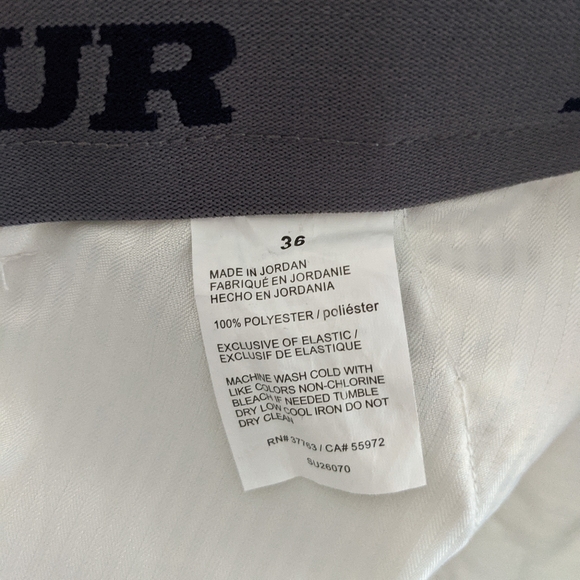 UR
36
MADE IN JORDAN
FABRIQUÉ EN JORDANIE
HECHO EN JORDANIA
100% POLYESTER / poliéster
EXCLUSIVE OF ELASTIC /
EXCLUSIF DE ELASTIQUE
MACHINE WASH COLD WITH
LIKE COLORS NON-CHLORINE
BLEACH IF NEEDED TUMBLE
DRY LOW COOL IRON DO NOT
DRY CLEAN
RN# 37763 / CA# 55972
SU26070